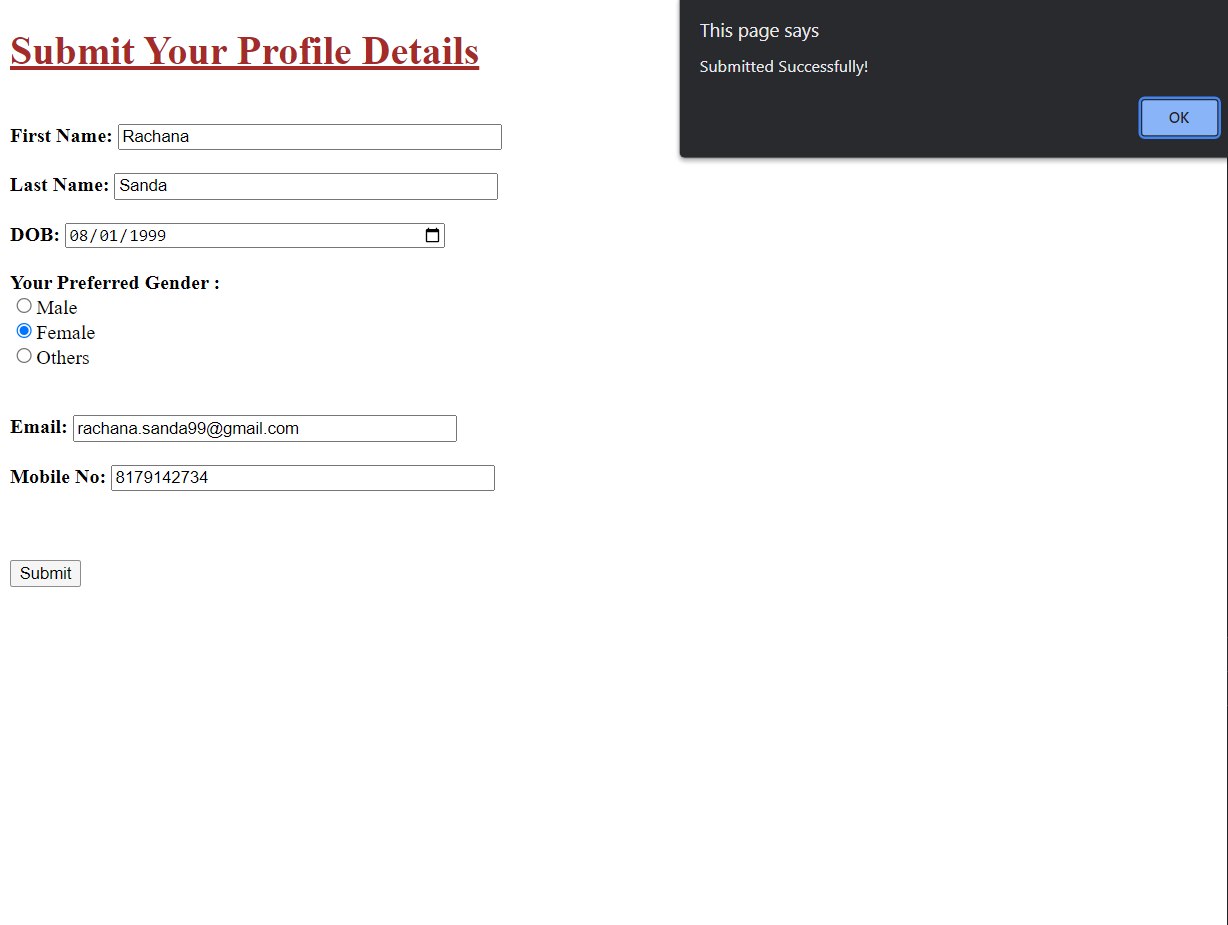 Submit Your Profile Details
This page says
Submitted Successfully!
OK
First Name: Rachana
Last Name: Sanda
DOB: 08/01/1999
Your Preferred Gender :
Male
Female
Others
Email: rachana.sanda99@gmail.com
Mobile No: 8179142734
Submit